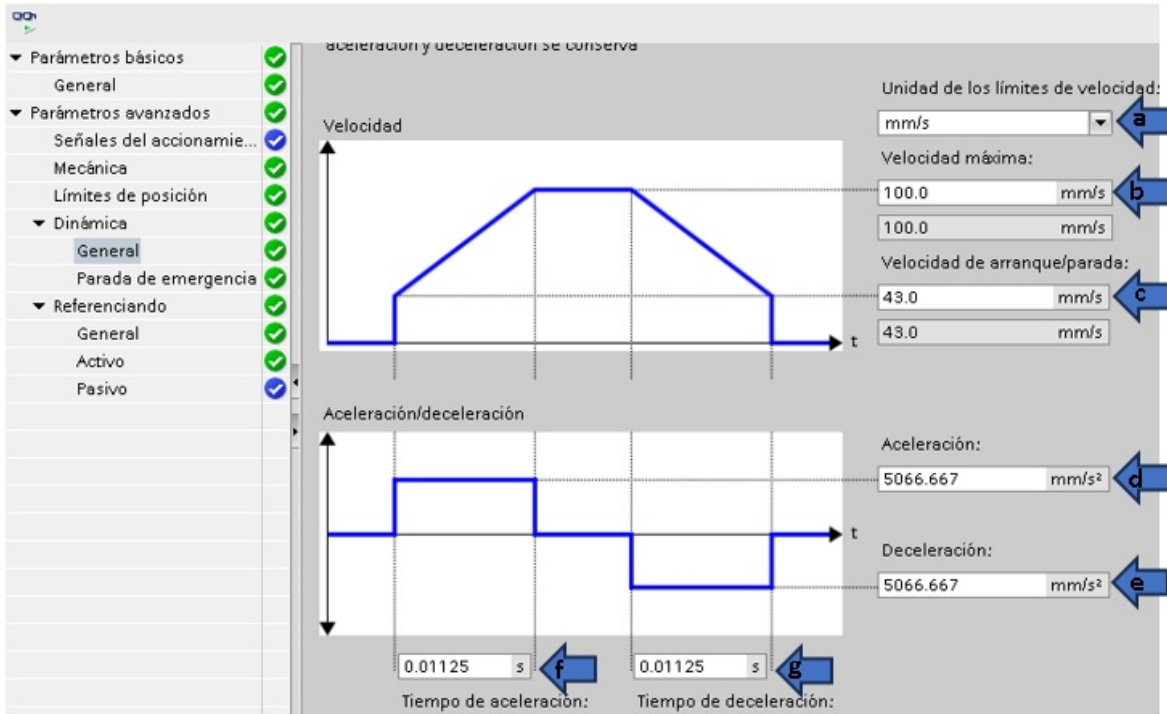 aceleración y deceleración se conserva
Parámetros básicos
General
Parámetros avanzados
Señales del accionamie...
Mecánica
Límites de posición
Dinámica
General
Parada de emergencia
Referenciando
General
Activo
Pasivo
Velocidad
t
Unidad de los límites de velocidad:
mm/s
a
Velocidad máxima:
100.0 mm/s
b
100.0 mm/s
Velocidad de arranque/parada:
43.0 mm/s
c
43.0 mm/s
Aceleración/deceleración
t
Aceleración:
5066.667 mm/s²
d
Deceleración:
5066.667 mm/s²
e
0.01125 s
f
0.01125 s
g
Tiempo de aceleración:
Tiempo de deceleración: